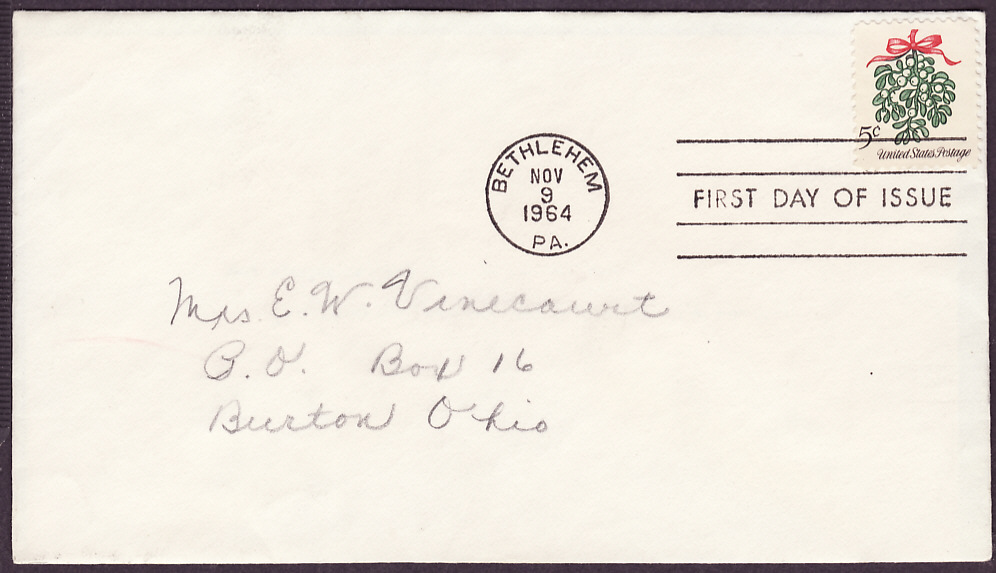 5c
United States Postage
BETHLEHEM
NOV
9
1964
PA.
FIRST DAY OF ISSUE
Mrs. E. W. Vinecourt
P.O. Box 16
Burton Ohio